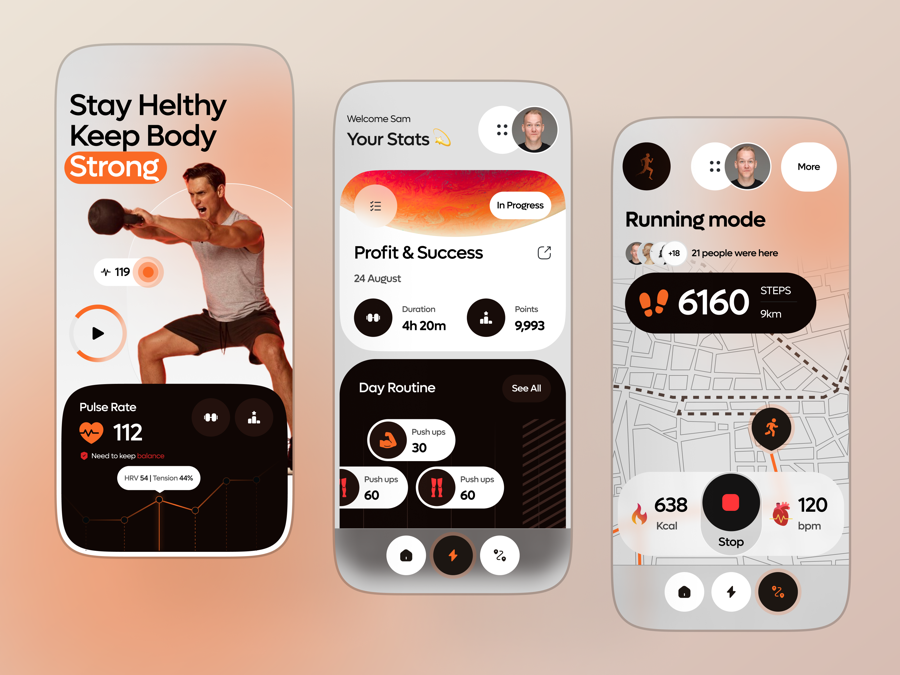 Stay Helthy
Keep Body
Strong
119
Pulse Rate
112
Need to keep balance
HRV 54 | Tension 44%
Welcome Sam
Your Stats 💫
In Progress
Profit & Success
24 August
Duration
4h 20m
Points
9,993
Day Routine
See All
Push ups
30
Push ups
60
Push ups
60
More
Running mode
+18
21 people were here
6160
STEPS
9km
638
Kcal
Stop
120
bpm